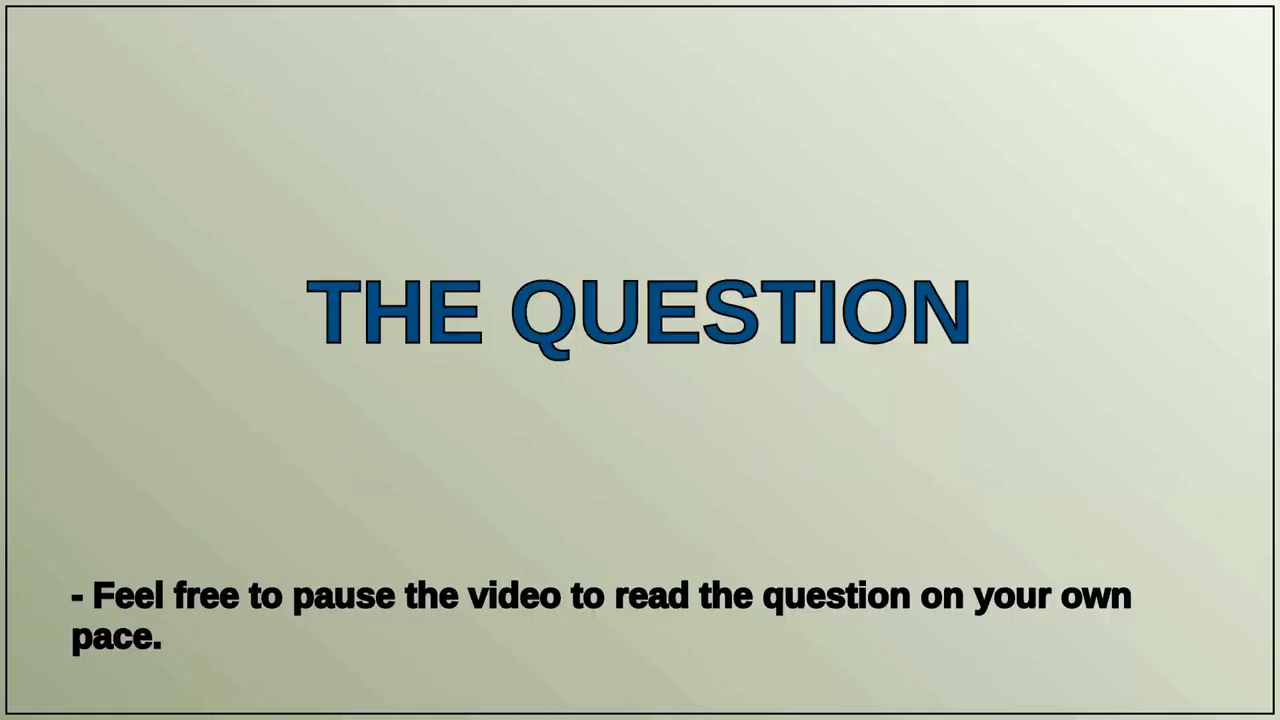 THE QUESTION
- Feel free to pause the video to read the question on your own
pace.